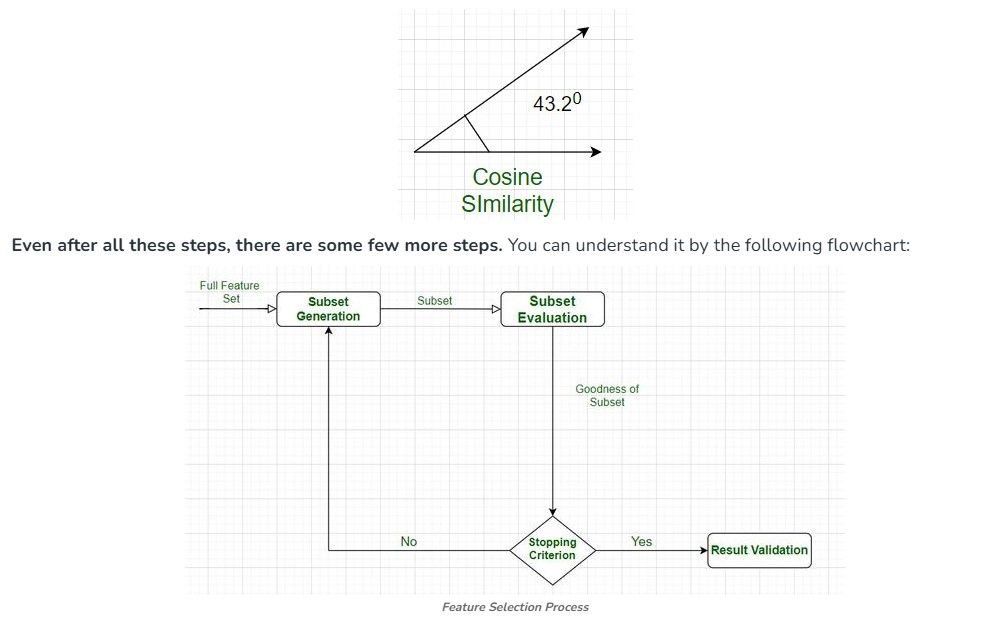 43.2⁰
Cosine
SImilarity
Even after all these steps, there are some few more steps. You can understand it by the following flowchart:
Full Feature
Set
Subset
Generation
Subset
Subset
Evaluation
Goodness of
Subset
No
Stopping
Criterion
Yes
Result Validation
Feature Selection Process